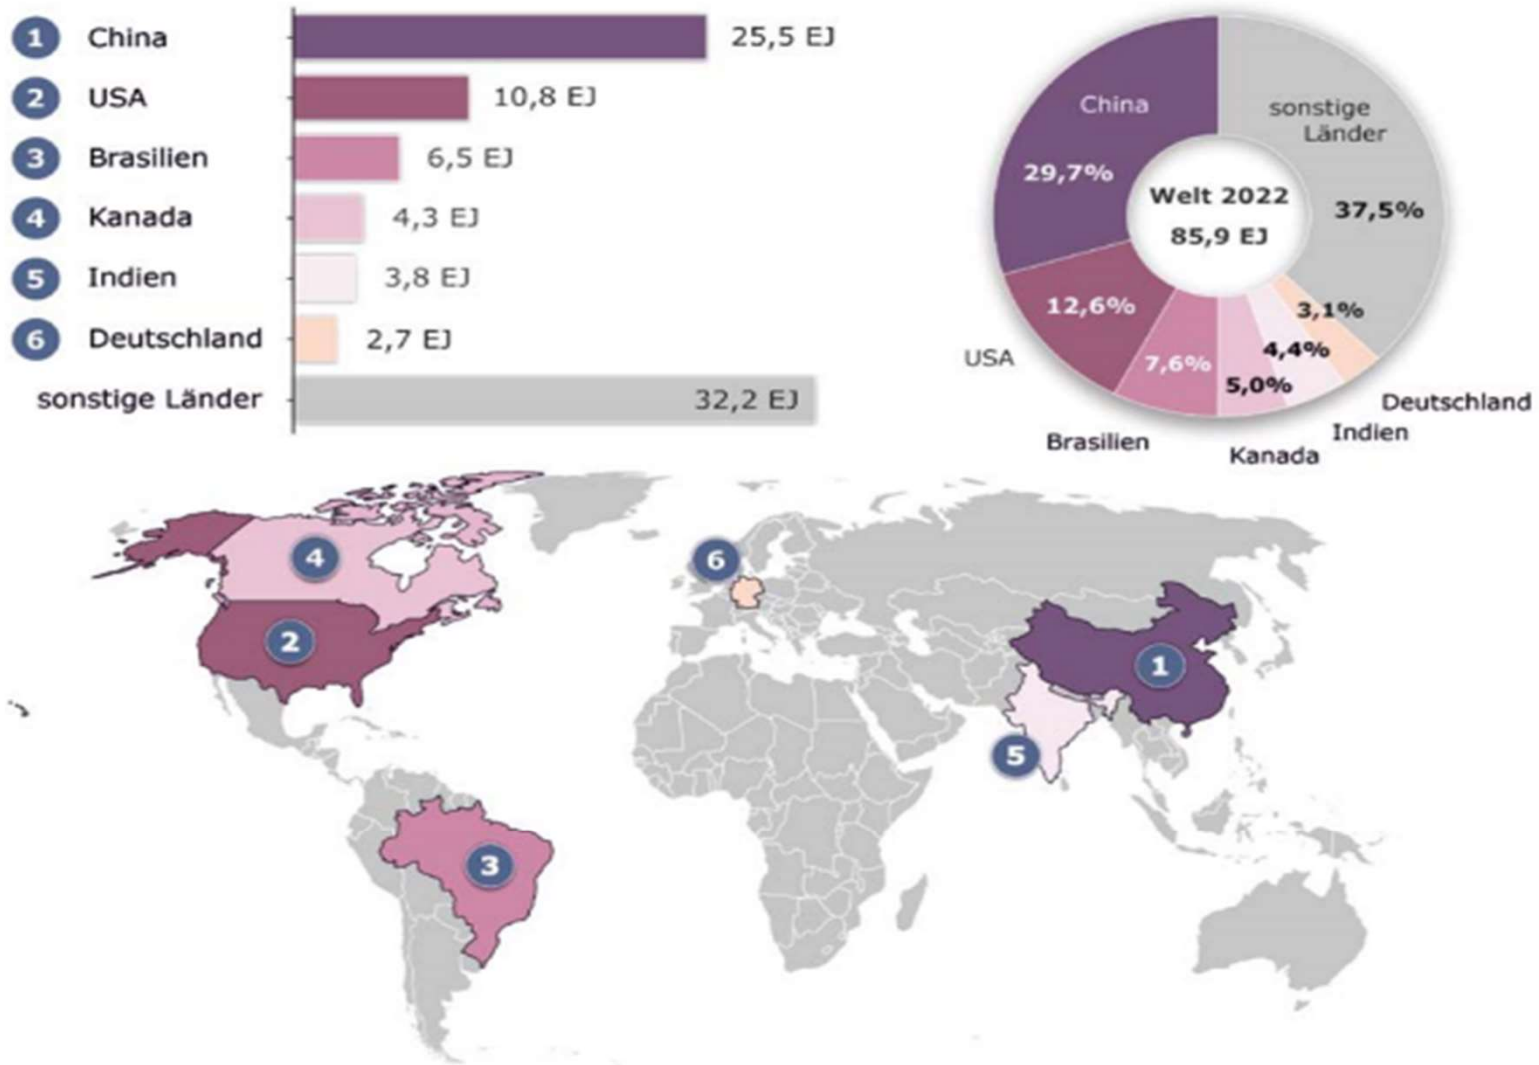 1 China 25,5 EJ
2 USA 10,8 EJ
3 Brasilien 6,5 EJ
4 Kanada 4,3 EJ
5 Indien 3,8 EJ
6 Deutschland 2,7 EJ
sonstige Länder 32,2 EJ
China
sonstige
Länder
29,7%
Welt 2022
85,9 EJ
37,5%
12,6%
3,1%
USA
7,6%
4,4%
5,0%
Deutschland
Indien
Brasilien
Kanada
4
6
2
1
5
3